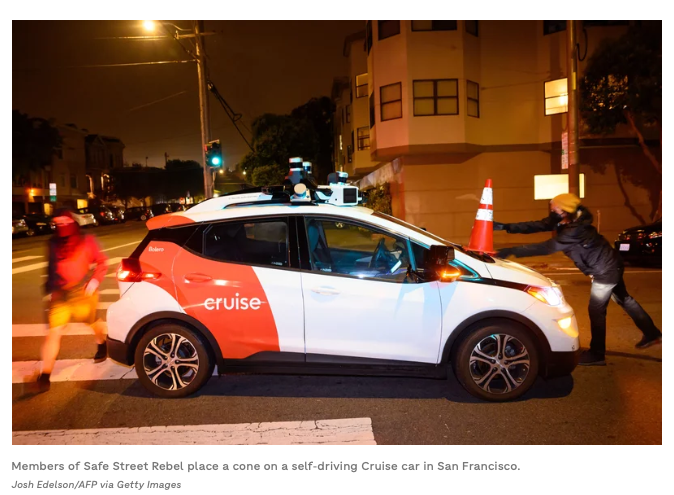 cruise
Members of Safe Street Rebel place a cone on a self-driving Cruise car in San Francisco.
Josh Edelson/AFP via Getty Images